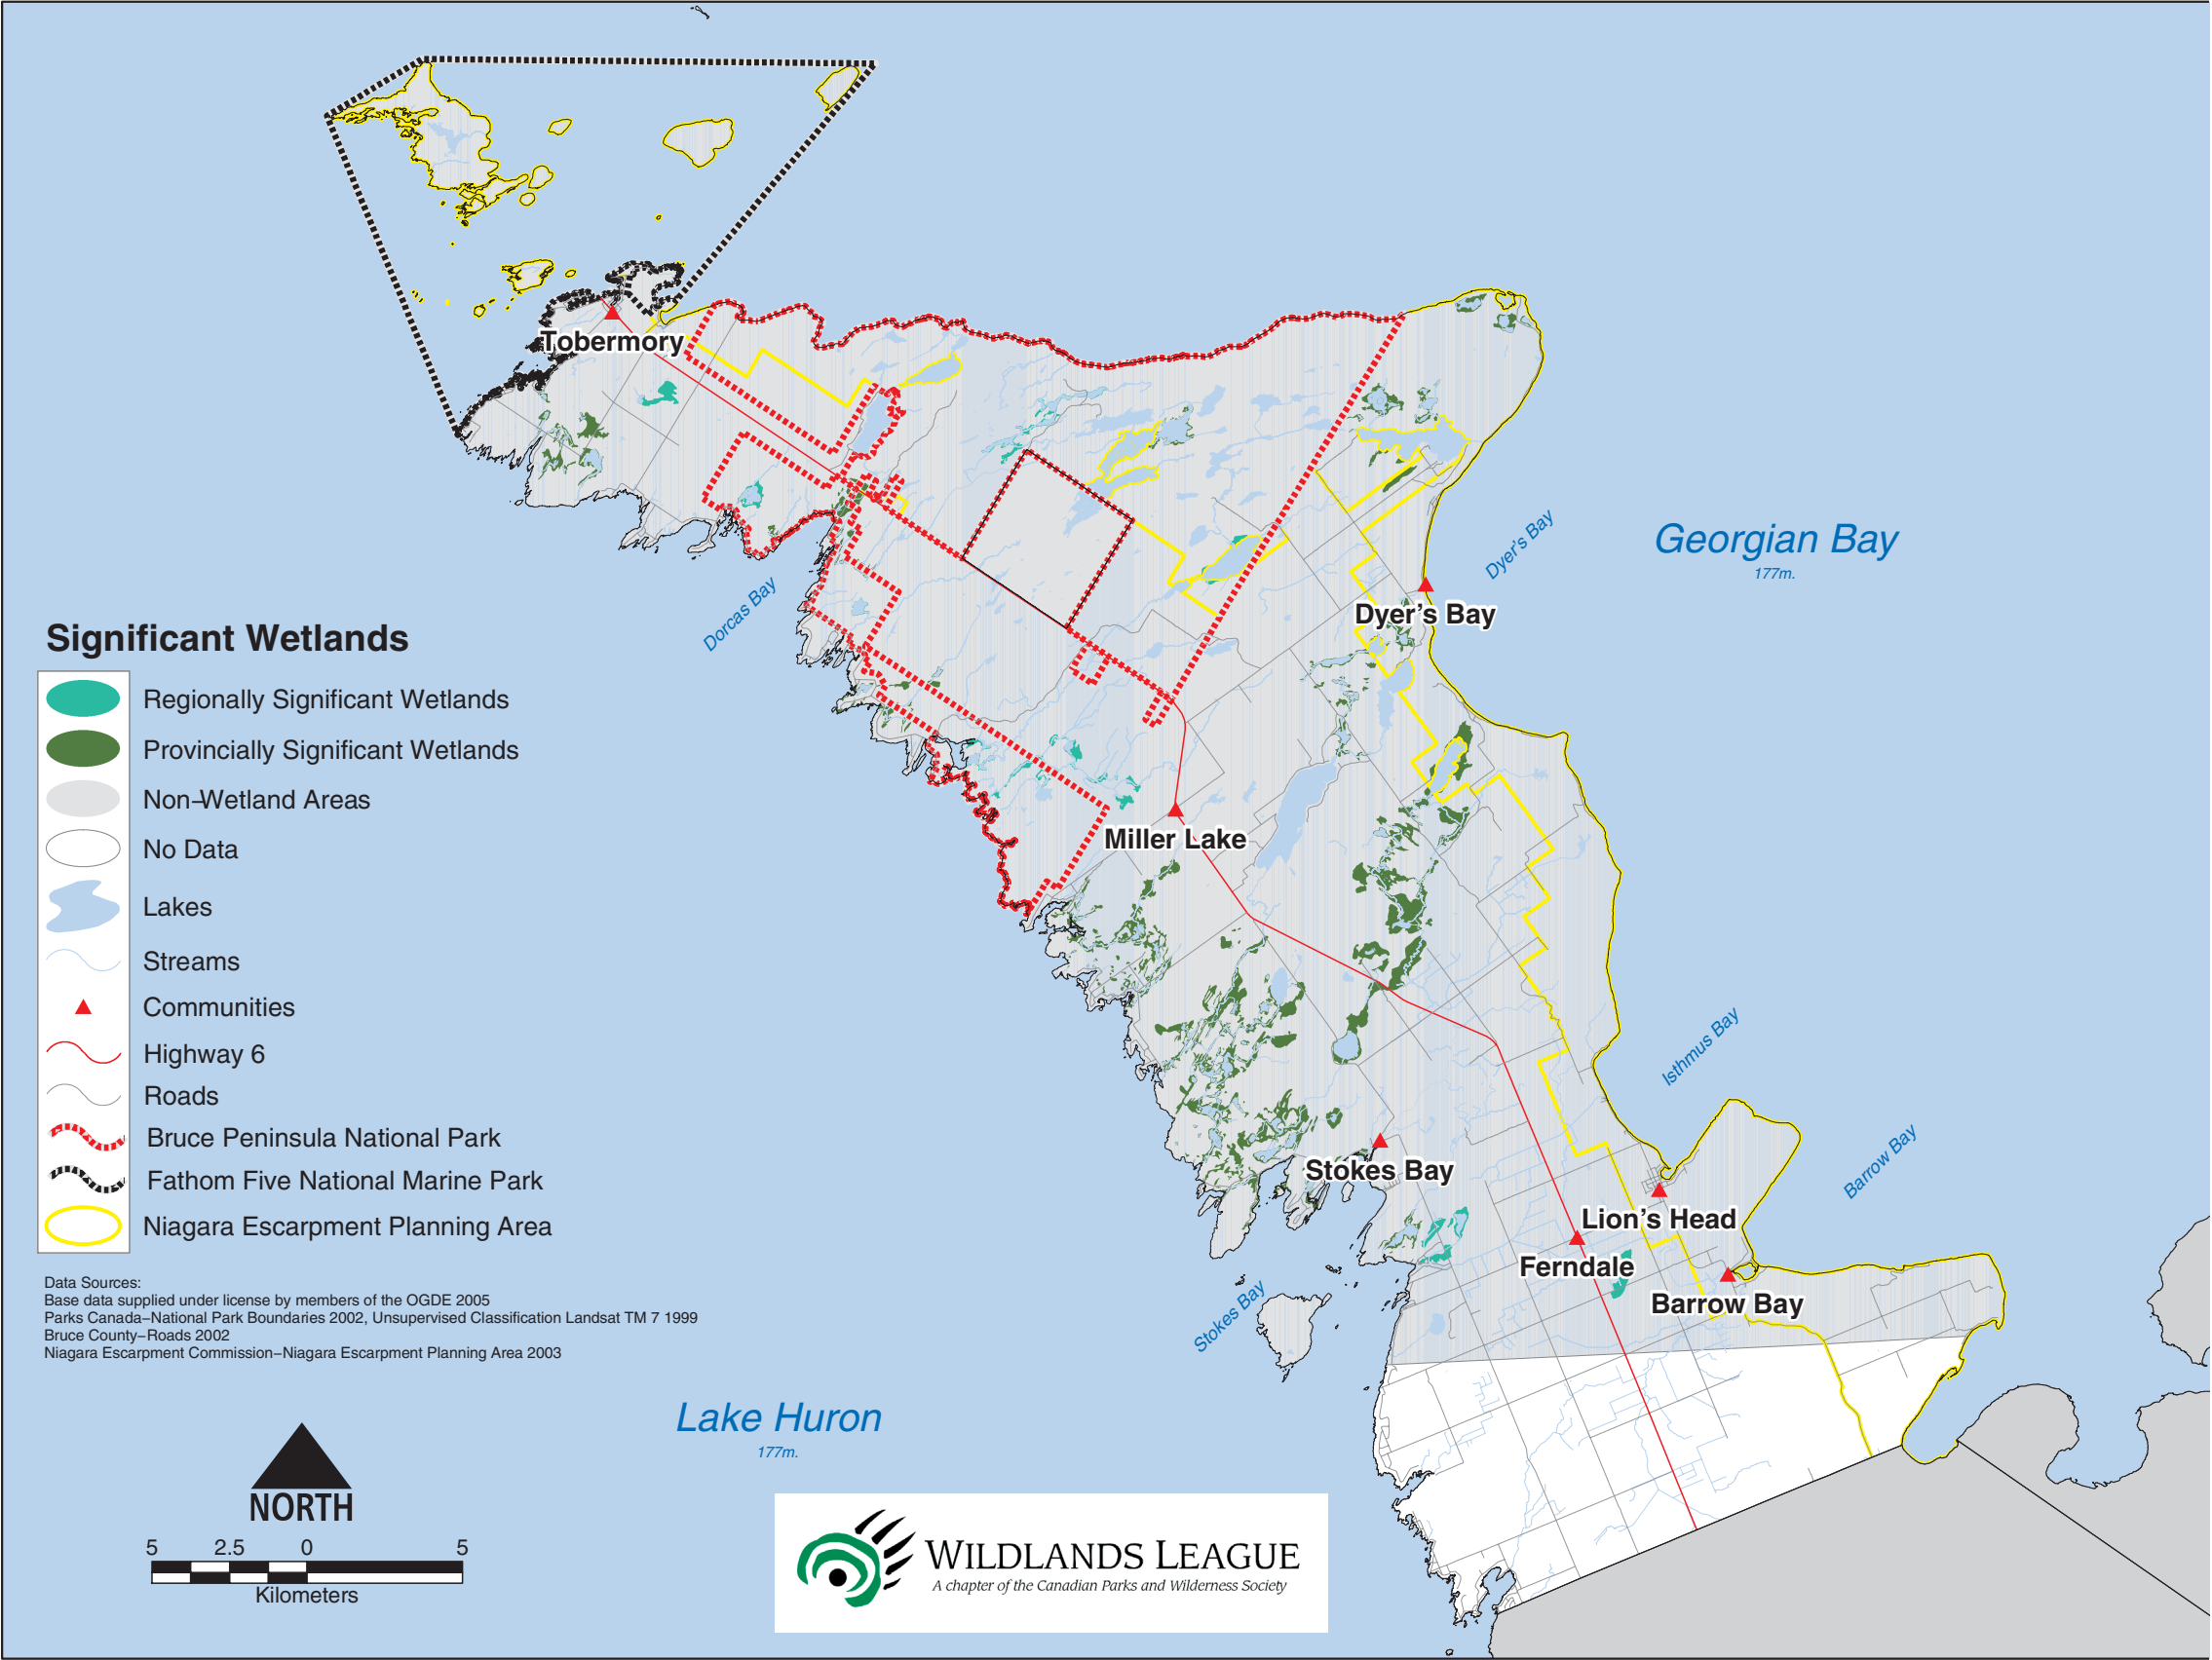 Tobermory
Georgian Bay
177m.
Dyer's Bay
Dyer's Bay
Dorcas Bay
Significant Wetlands
Regionally Significant Wetlands
Provincially Significant Wetlands
Non–Wetland Areas
No Data
Lakes
Streams
Communities
Highway 6
Roads
Bruce Peninsula National Park
Fathom Five National Marine Park
Niagara Escarpment Planning Area
Miller Lake
Isthmus Bay
Barrow Bay
Stokes Bay
Lion's Head
Ferndale
Barrow Bay
Stokes Bay
Data Sources:
Base data supplied under license by members of the OGDE 2005
Parks Canada–National Park Boundaries 2002, Unsupervised Classification Landsat TM 7 1999
Bruce County–Roads 2002
Niagara Escarpment Commission–Niagara Escarpment Planning Area 2003
Lake Huron
177m.
NORTH
5 2.5 0 5
Kilometers
WILDLANDS LEAGUE
A chapter of the Canadian Parks and Wilderness Society